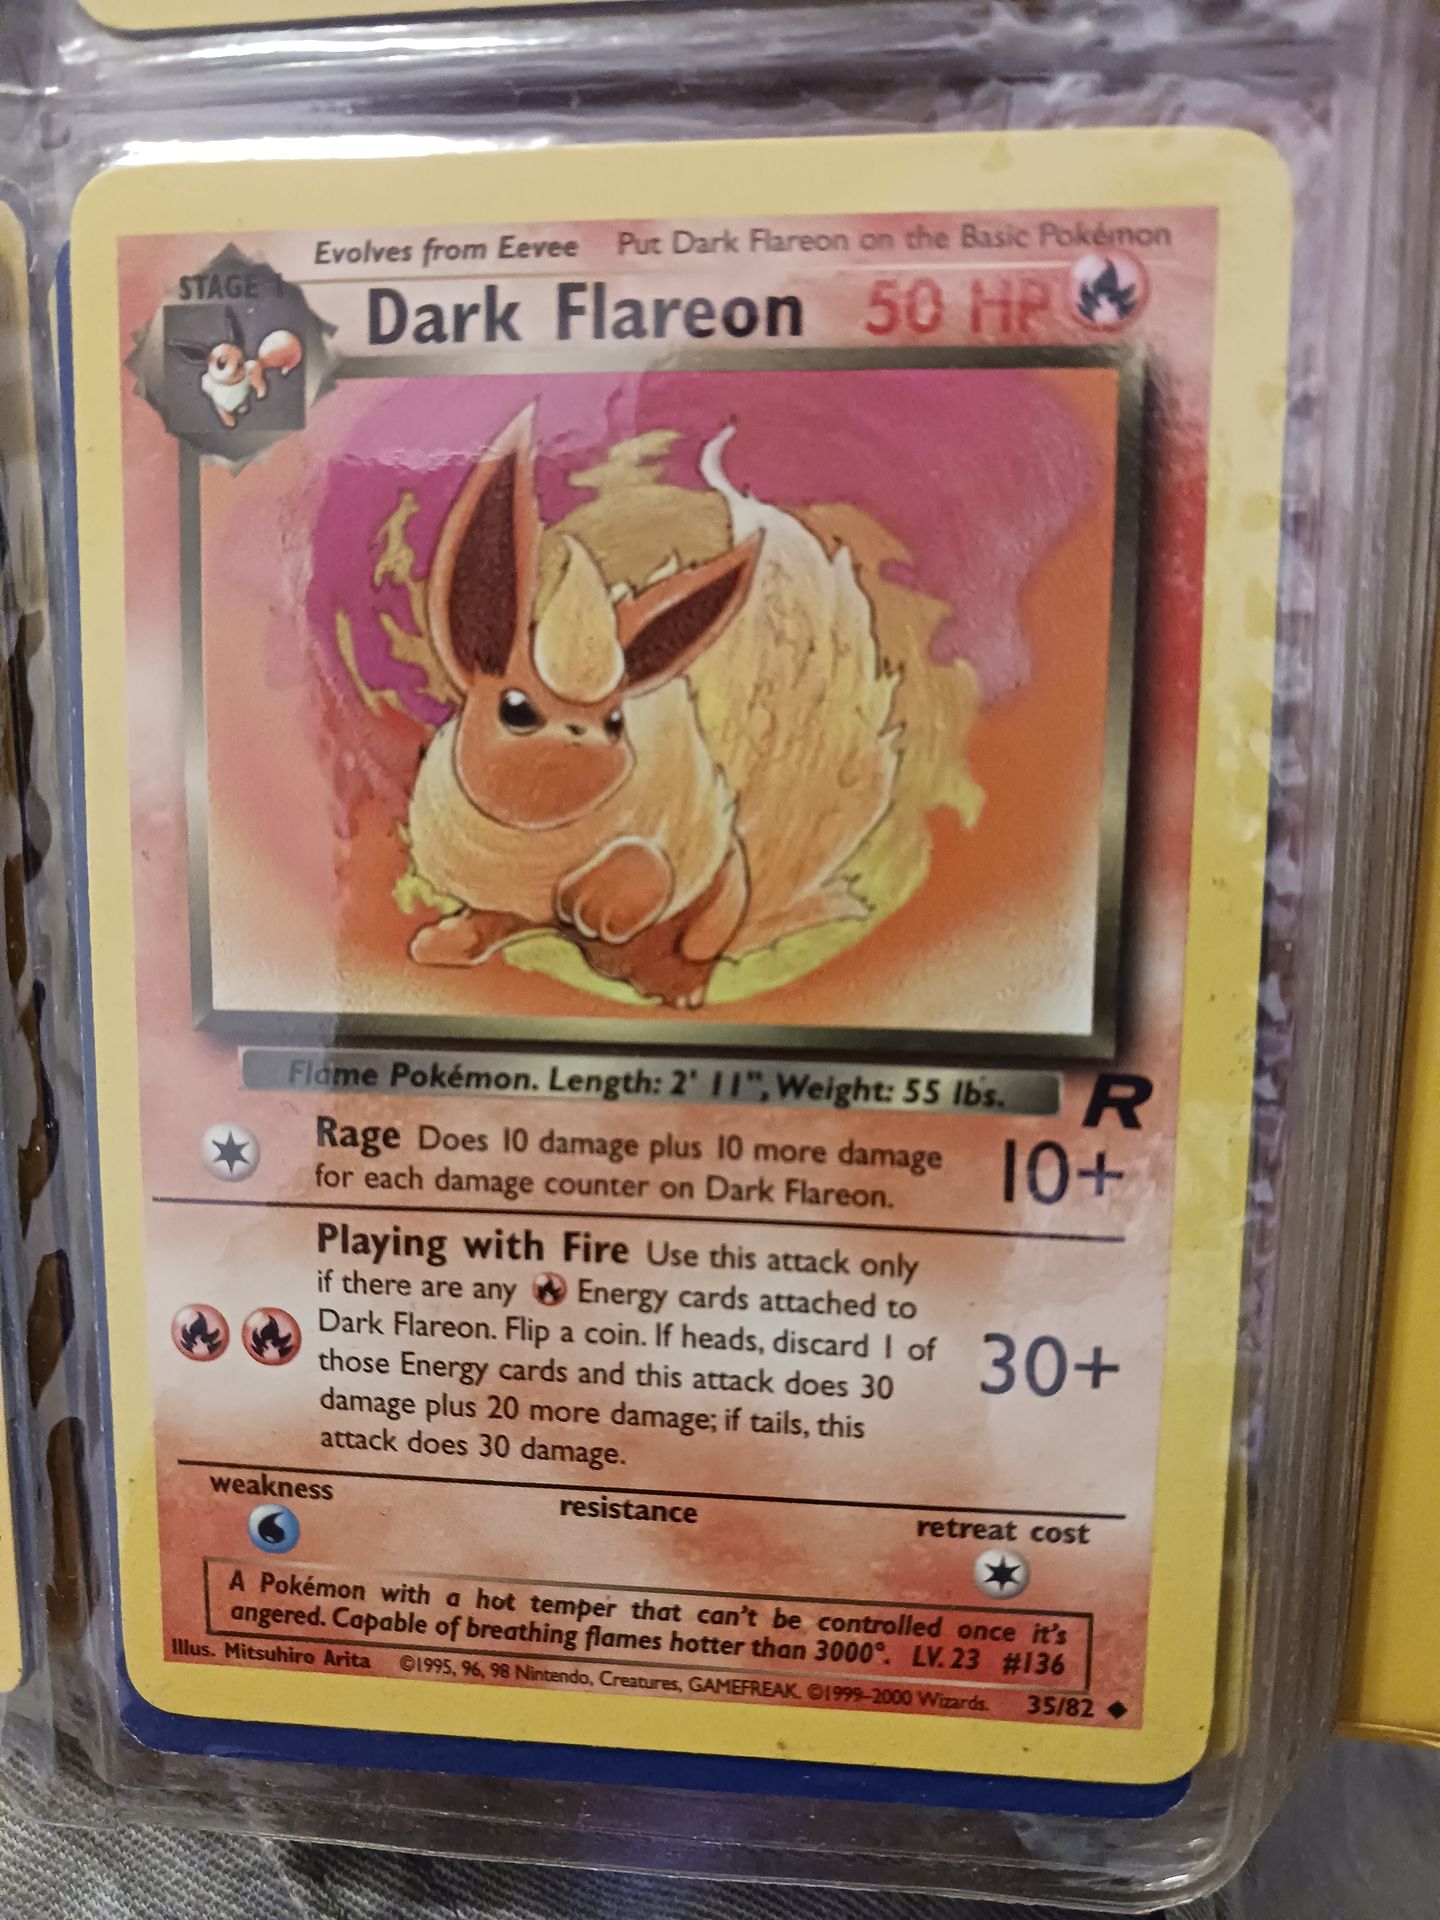 Evolves from Eevee Put Dark Flareon on the Basic Pokémon
STAGE 1
Dark Flareon 50 HP
Flame Pokémon. Length: 2' 11", Weight: 55 lbs.
R
Rage Does 10 damage plus 10 more damage
for each damage counter on Dark Flareon.
10+
Playing with Fire Use this attack only
if there are any Energy cards attached to
Dark Flareon. Flip a coin. If heads, discard 1 of
those Energy cards and this attack does 30
damage plus 20 more damage; if tails, this
attack does 30 damage.
30+
weakness
resistance
retreat cost
A Pokémon with a hot temper that can't be controlled once it's
angered. Capable of breathing flames hotter than 3000°. LV. 23 #136
Illus. Mitsuhiro Arita ©1995, 96, 98 Nintendo, Creatures, GAMEFREAK. ©1999–2000 Wizards. 35/82